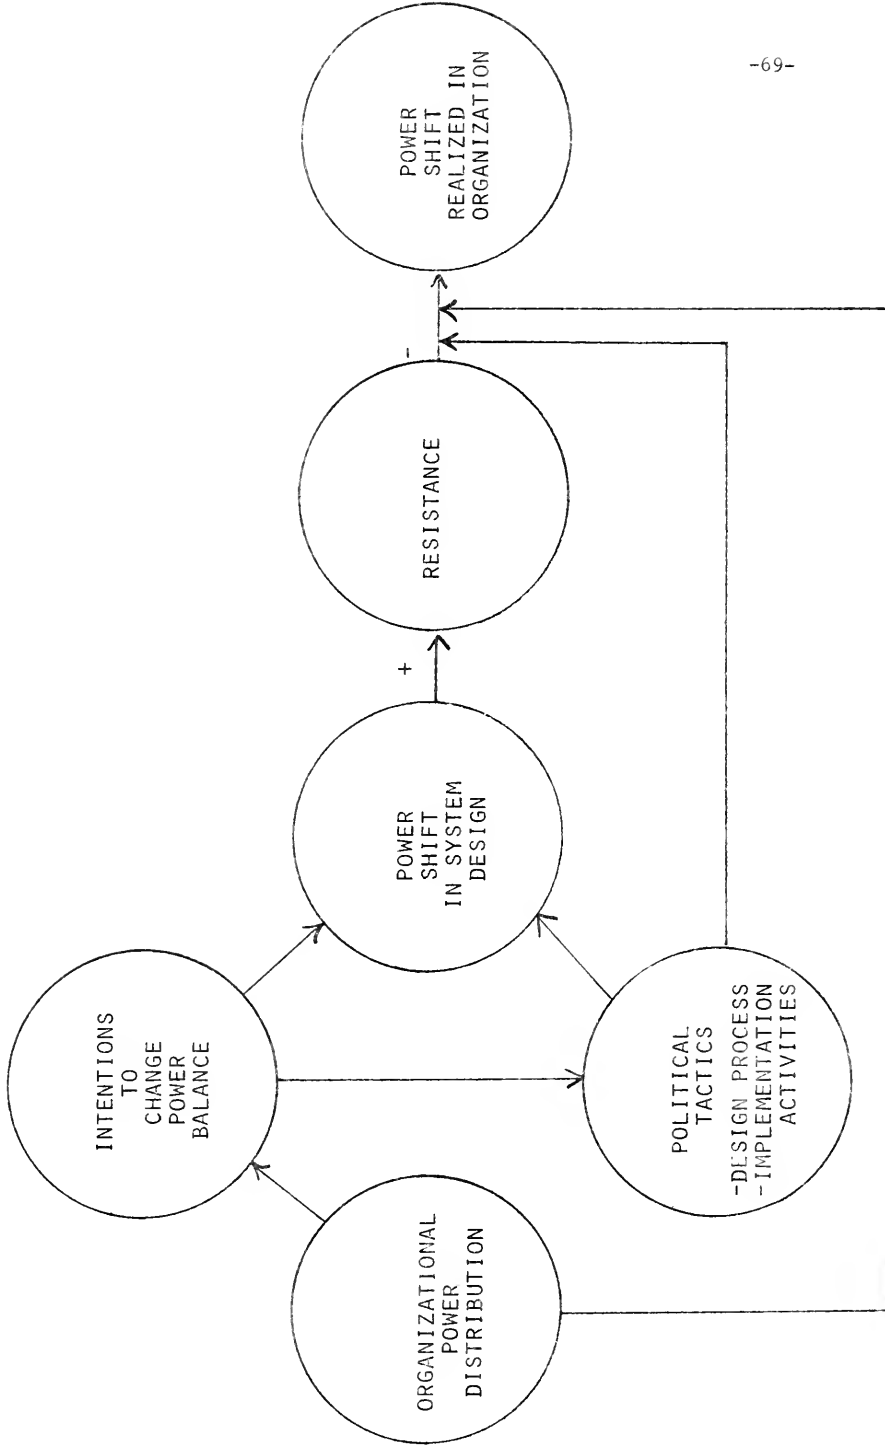 -69-
INTENTIONS
TO
CHANGE
POWER
BALANCE
ORGANIZATIONAL
POWER
DISTRIBUTION
POWER
SHIFT
IN SYSTEM
DESIGN
+
RESISTANCE
-
POWER
SHIFT
REALIZED IN
ORGANIZATION
POLITICAL
TACTICS
-DESIGN PROCESS
-IMPLEMENTATION
ACTIVITIES